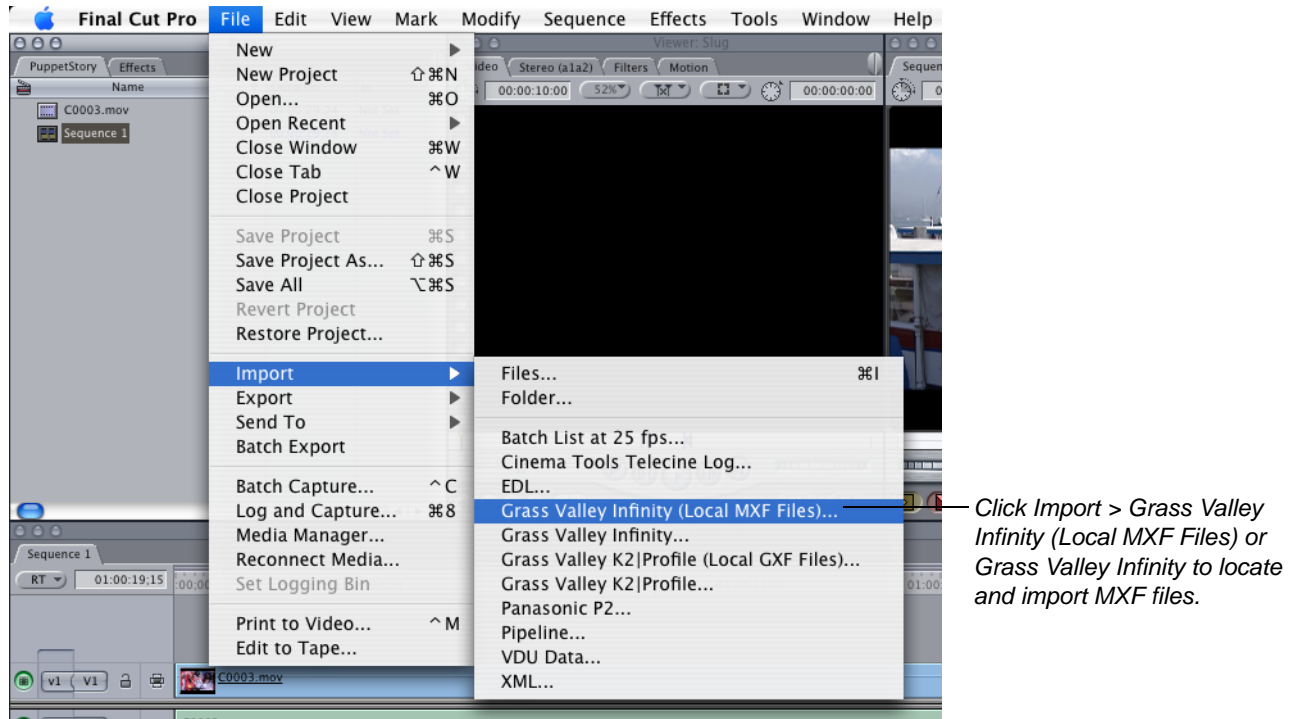 Final Cut Pro File Edit View Mark Modify Sequence Effects Tools Window Help
PuppetStory Effects
Name
C0003.mov
Sequence 1
New
New Project ⇧⌘N
Open... ⌘O
Open Recent
Close Window ⌘W
Close Tab ^W
Close Project
Save Project ⌘S
Save Project As... ⇧⌘S
Save All ⌥⌘S
Revert Project
Restore Project...
Import
Export
Send To
Batch Export
Batch Capture... ^C
Log and Capture... ⌘8
Media Manager...
Reconnect Media...
Set Logging Bin
Print to Video... ^M
Edit to Tape...
Viewer: Slug
Stereo (a1a2) Filters Motion
00:00:10:00 52% 00:00:00:00
Files... ⌘I
Folder...
Batch List at 25 fps...
Cinema Tools Telecine Log...
EDL...
Grass Valley Infinity (Local MXF Files)...
Grass Valley Infinity...
Grass Valley K2|Profile (Local GXF Files)...
Grass Valley K2|Profile...
Panasonic P2...
Pipeline...
VDU Data...
XML...
Click Import > Grass Valley
Infinity (Local MXF Files) or
Grass Valley Infinity to locate
and import MXF files.
Sequence 1
RT 01:00:19;15
v1 V1
C0003.mov